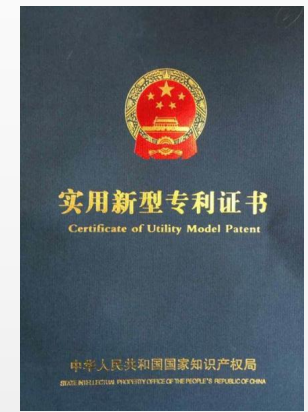 实用新型专利证书
Certificate of Utility Model Patent
中华人民共和国国家知识产权局
STATE INTELLECTUAL PROPERTY OFFICE OF THE PEOPLE'S REPUBLIC OF CHINA